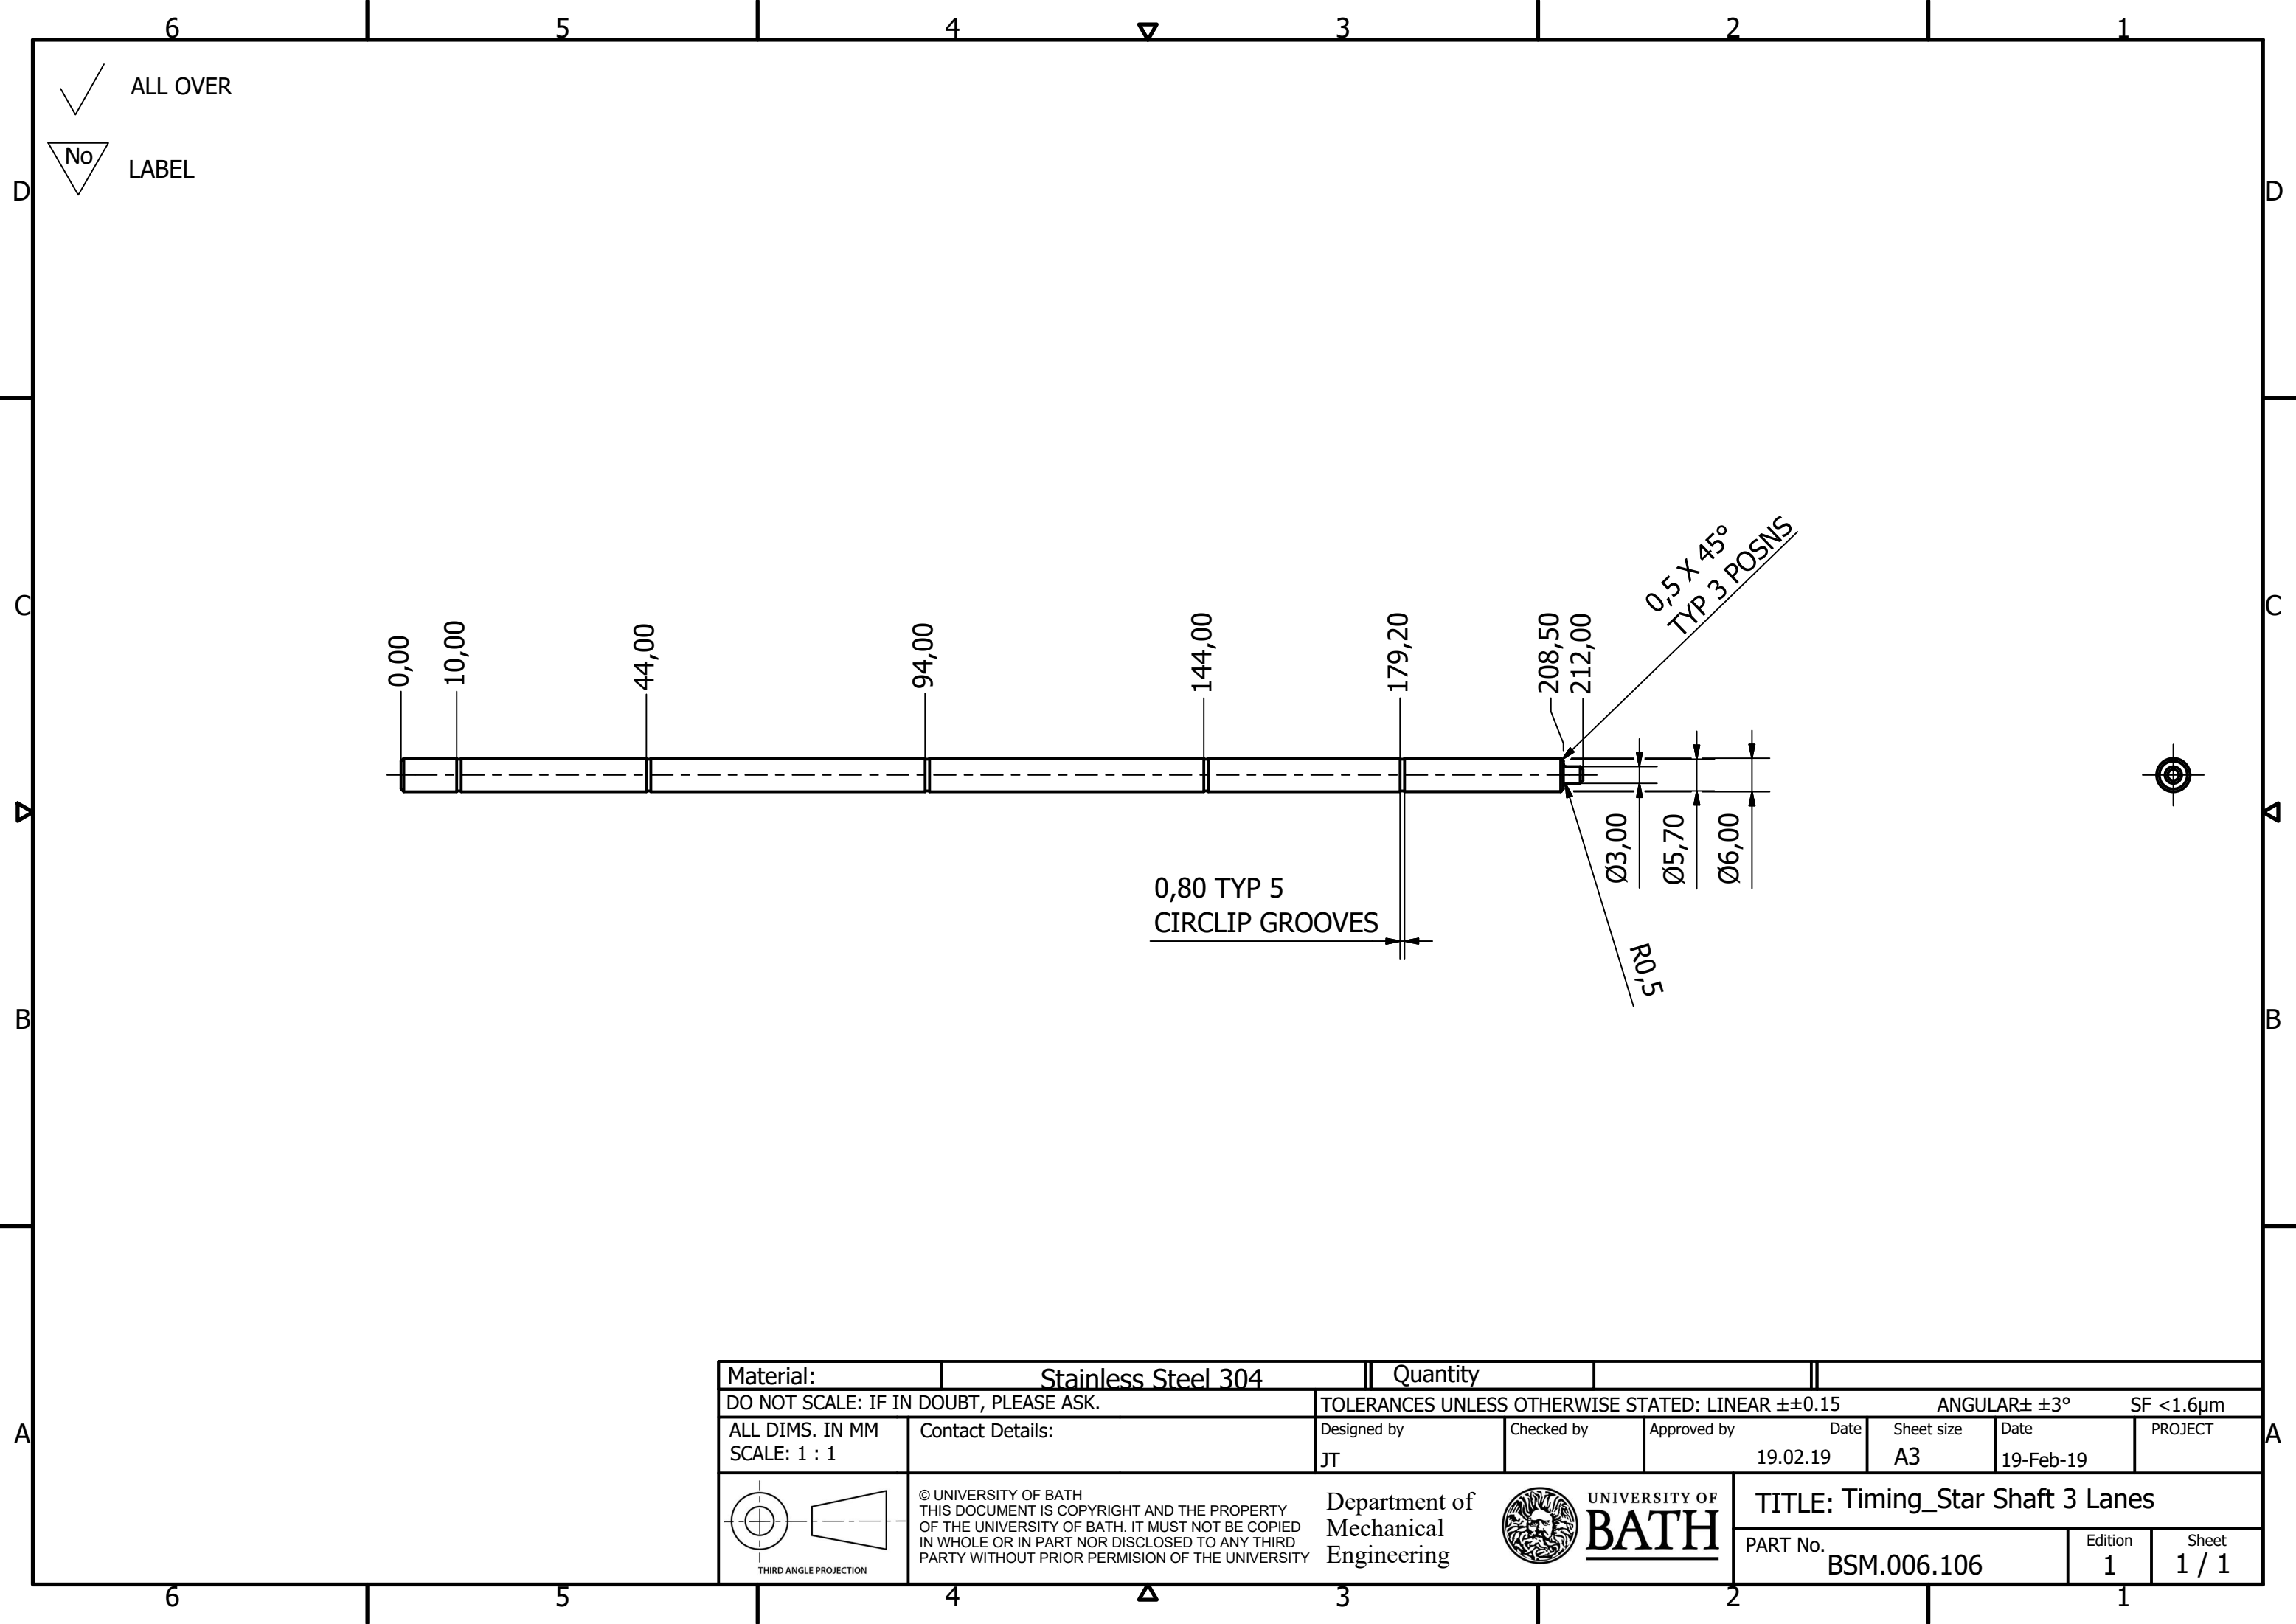 6 5 4 3 2 1
ALL OVER
No
LABEL
D D
0,5 X 45°
TYP 3 POSNS
C C
0,00 10,00 44,00 94,00 144,00 179,20 208,50 212,00
Ø3,00 Ø5,70 Ø6,00
0,80 TYP 5
CIRCLIP GROOVES
R0,5
B B
Material: Stainless Steel 304 Quantity
DO NOT SCALE: IF IN DOUBT, PLEASE ASK. TOLERANCES UNLESS OTHERWISE STATED: LINEAR ±±0.15 ANGULAR± ±3° SF <1.6µm
A A
ALL DIMS. IN MM
SCALE: 1 : 1
Contact Details:
Designed by
JT
Checked by
Approved by
Date
19.02.19
Sheet size
A3
Date
19-Feb-19
PROJECT
THIRD ANGLE PROJECTION
© UNIVERSITY OF BATH
THIS DOCUMENT IS COPYRIGHT AND THE PROPERTY
OF THE UNIVERSITY OF BATH. IT MUST NOT BE COPIED
IN WHOLE OR IN PART NOR DISCLOSED TO ANY THIRD
PARTY WITHOUT PRIOR PERMISION OF THE UNIVERSITY
Department of
Mechanical
Engineering
UNIVERSITY OF
BATH
TITLE: Timing_Star Shaft 3 Lanes
PART No. BSM.006.106
Edition
1
Sheet
1 / 1
6 5 4 3 2 1